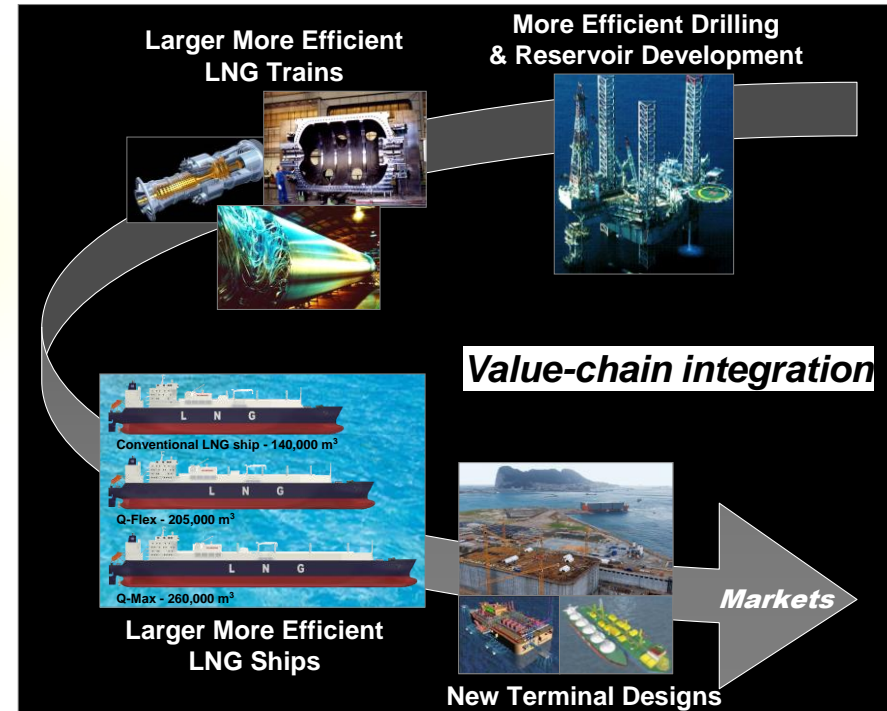 Larger More Efficient
LNG Trains
More Efficient Drilling
& Reservoir Development
Value-chain integration
L N G
Conventional LNG ship - 140,000 m³
L N G
Q-Flex - 205,000 m³
L N G
Q-Max - 260,000 m³
Larger More Efficient
LNG Ships
Markets
New Terminal Designs